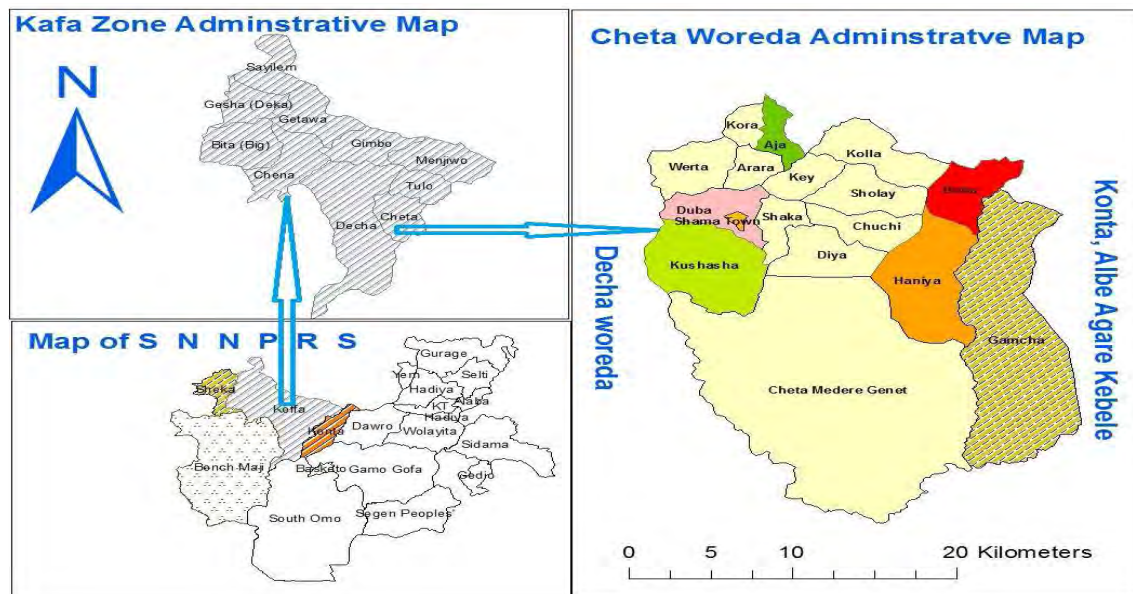 Kafa Zone Adminstrative Map
N
Sayilem
Gesha (Deka)
Getawa
Bita (Big)
Gimbo
Menjiwo
Chena
Tulo
Cheta
Decha
Map of S N N P R S
Gurage
Yem
Selti
Hadiya
Alaba
KT
Hadiya
Sheka
Keffa
Konta
Dawro
Wolayita
Sidama
Bench Maji
Basketo
Gamo Gofa
Gedio
South Omo
Segen Peoples'
Cheta Woreda Adminstratve Map
Kora
Aja
Kolla
Werta
Arara
Key
Sholay
Duba
Shama Town
Shaka
Chuchi
Kushasha
Diya
Haniya
Gamcha
Cheta Medere Genet
Decha woreda
Konta, Albe Agare Kebele
0 5 10 20 Kilometers